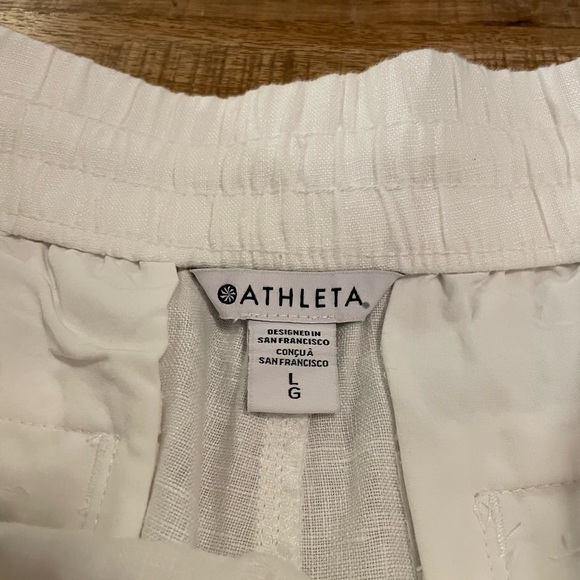 ATHLETA®
DESIGNED IN
SAN FRANCISCO
CONÇU À
SAN FRANCISCO
L
G